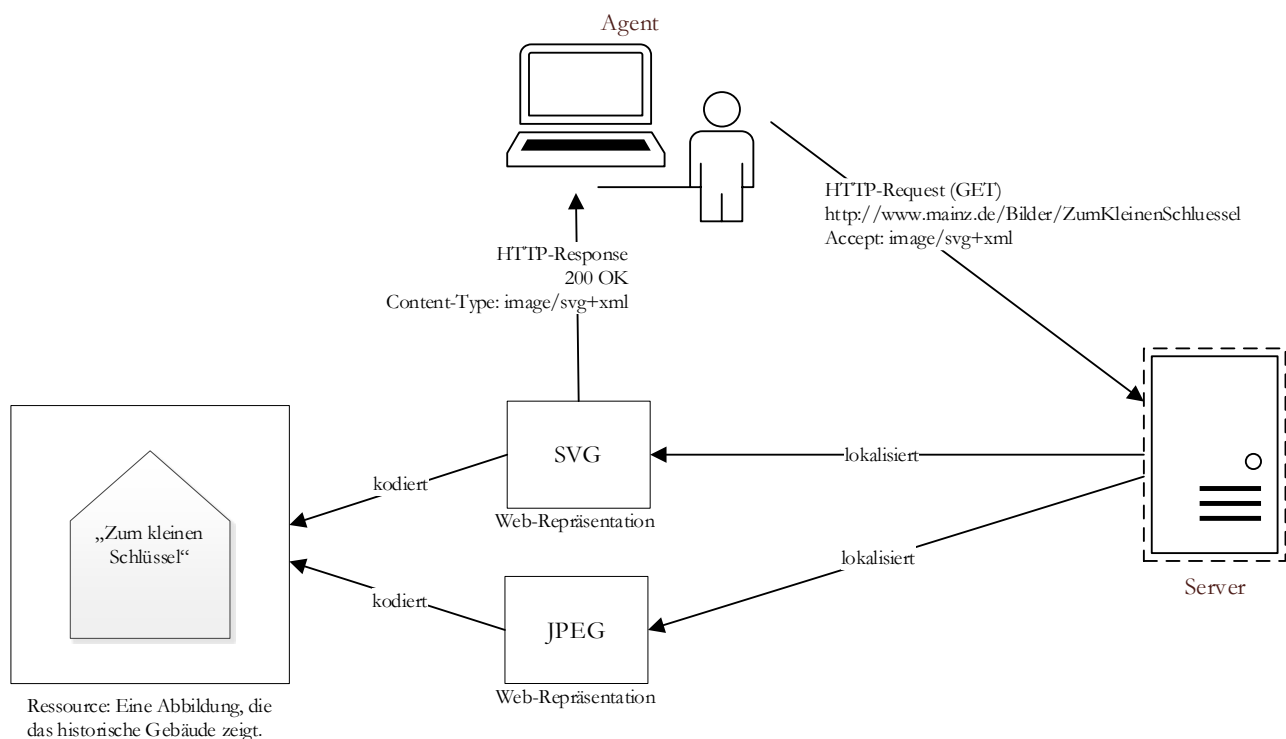 Agent
HTTP-Request (GET)
http://www.mainz.de/Bilder/ZumKleinenSchluessel
Accept: image/svg+xml
HTTP-Response
200 OK
Content-Type: image/svg+xml
SVG
lokalisiert
kodiert
Web-Repräsentation
„Zum kleinen
Schlüssel“
lokalisiert
Server
kodiert
JPEG
Web-Repräsentation
Ressource: Eine Abbildung, die
das historische Gebäude zeigt.